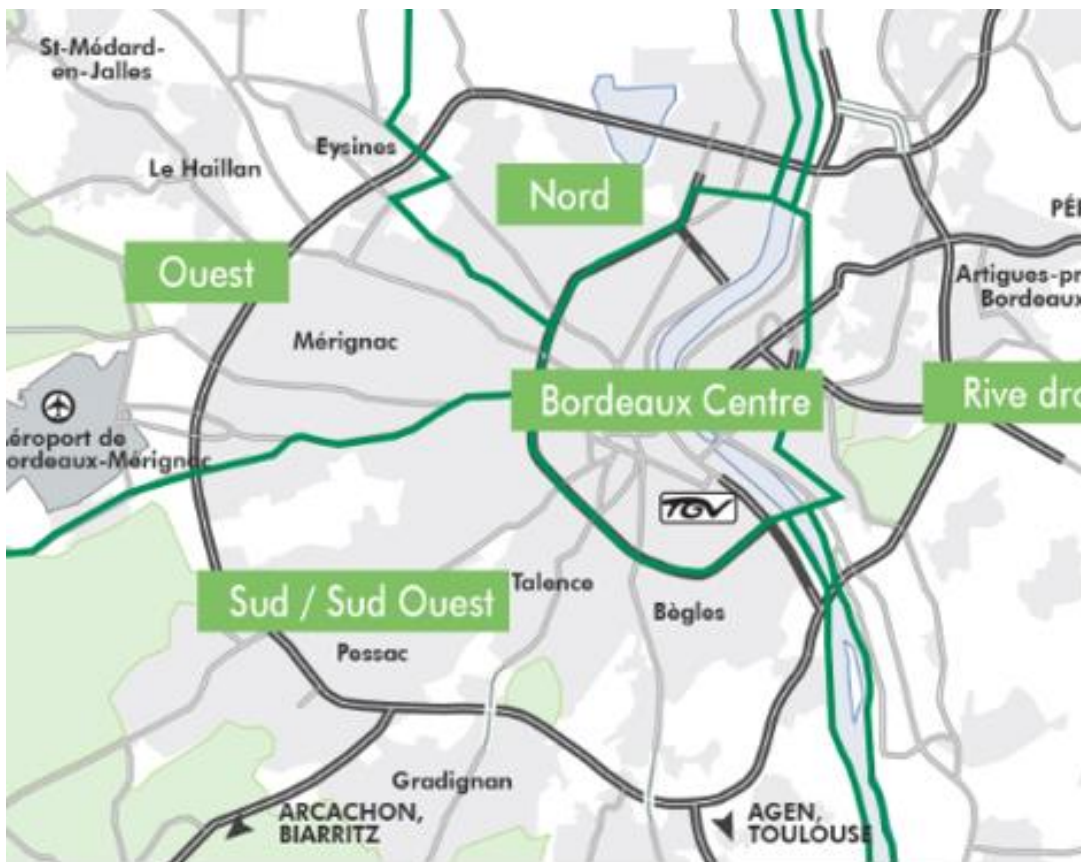 St-Médard-
en-Jalles
Eysines
Le Haillan
Nord
Ouest
Artigues-pr
Bordeaux
Mérignac
Bordeaux Centre
Rive dro
Aéroport de
ordeaux-Mérignac
TGV
Talence
Sud / Sud Ouest
Bègles
Pessac
Gradignan
ARCACHON,
BIARRITZ
AGEN,
TOULOUSE